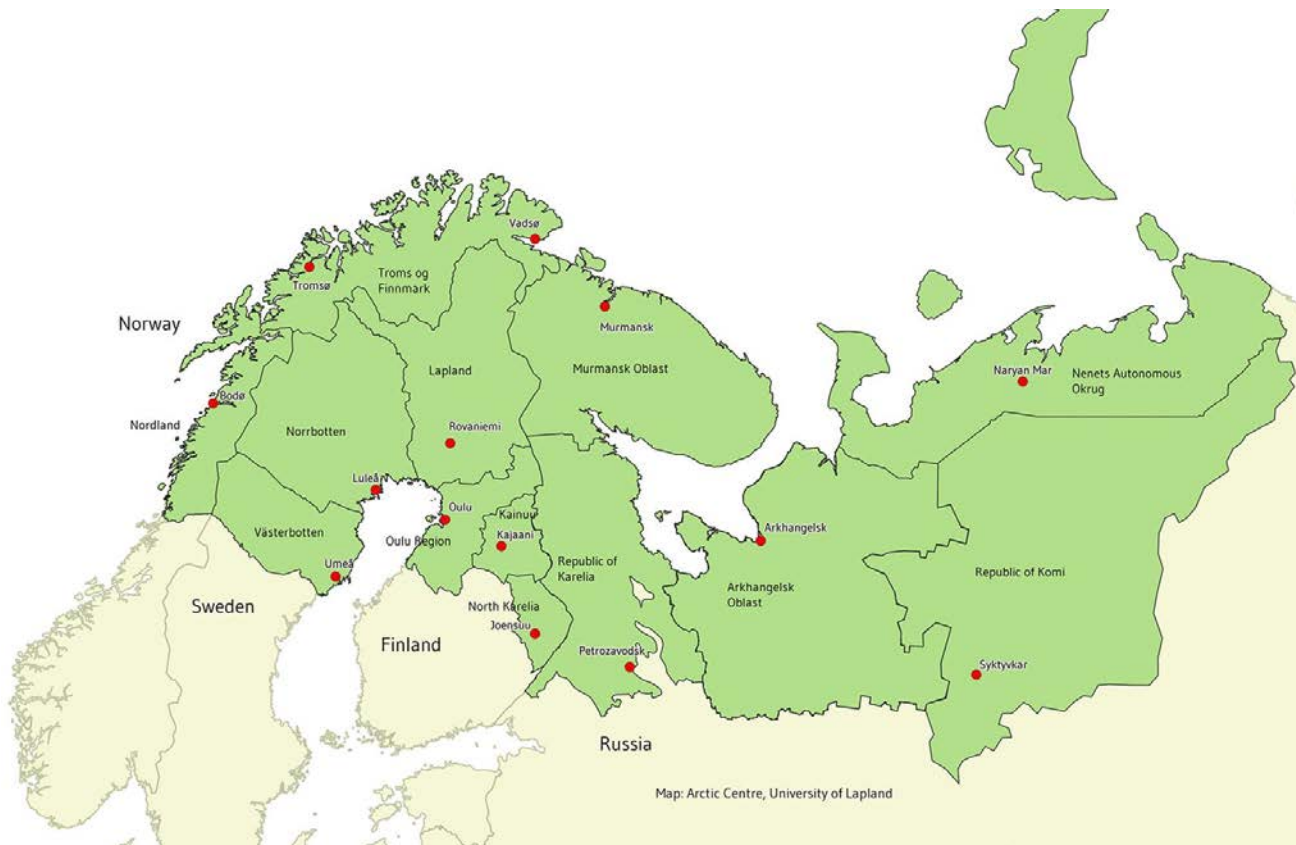 Vadsø
Tromsø
Troms og
Finnmark
Norway
Murmansk
Lapland
Murmansk Oblast
Naryan Mar
Nenets Autonomous
Okrug
Bodø
Nordland
Norrbotten
Rovaniemi
Luleå
Oulu
Kainuu
Västerbotten
Oulu Region
Kajaani
Arkhangelsk
Umeå
Republic of
Karelia
Republic of Komi
Arkhangelsk
Oblast
Sweden
North Karelia
Joensuu
Finland
Petrozavodsk
Syktyvkar
Russia
Map: Arctic Centre, University of Lapland